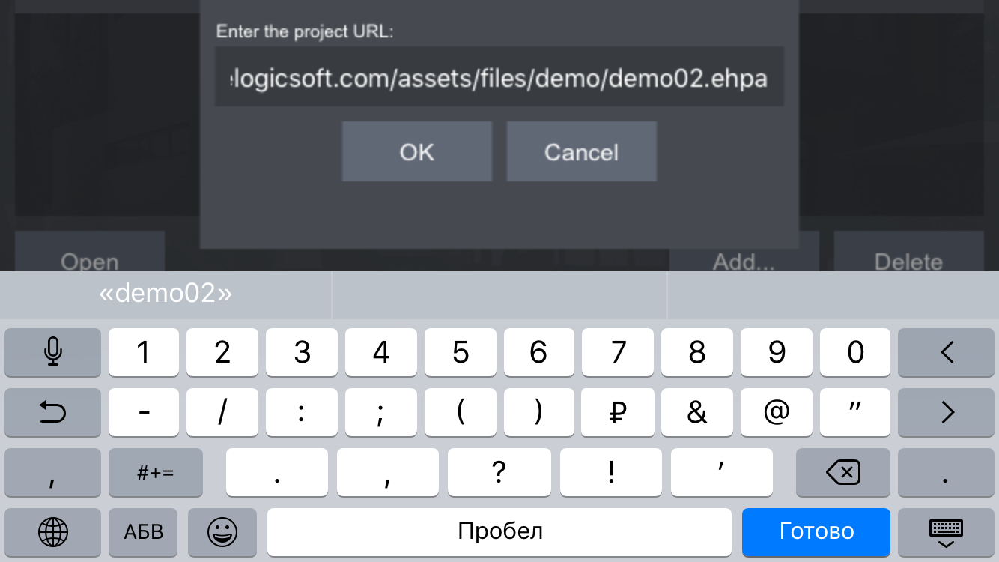 Enter the project URL:
logicsoft.com/assets/files/demo/demo02.ehpa
OK Cancel
Open Add... Delete
«demo02»
1 2 3 4 5 6 7 8 9 0 <
- / : ; ( ) ₽ & @ " >
, #+= . , ? ! ' .
АБВ Пробел Готово